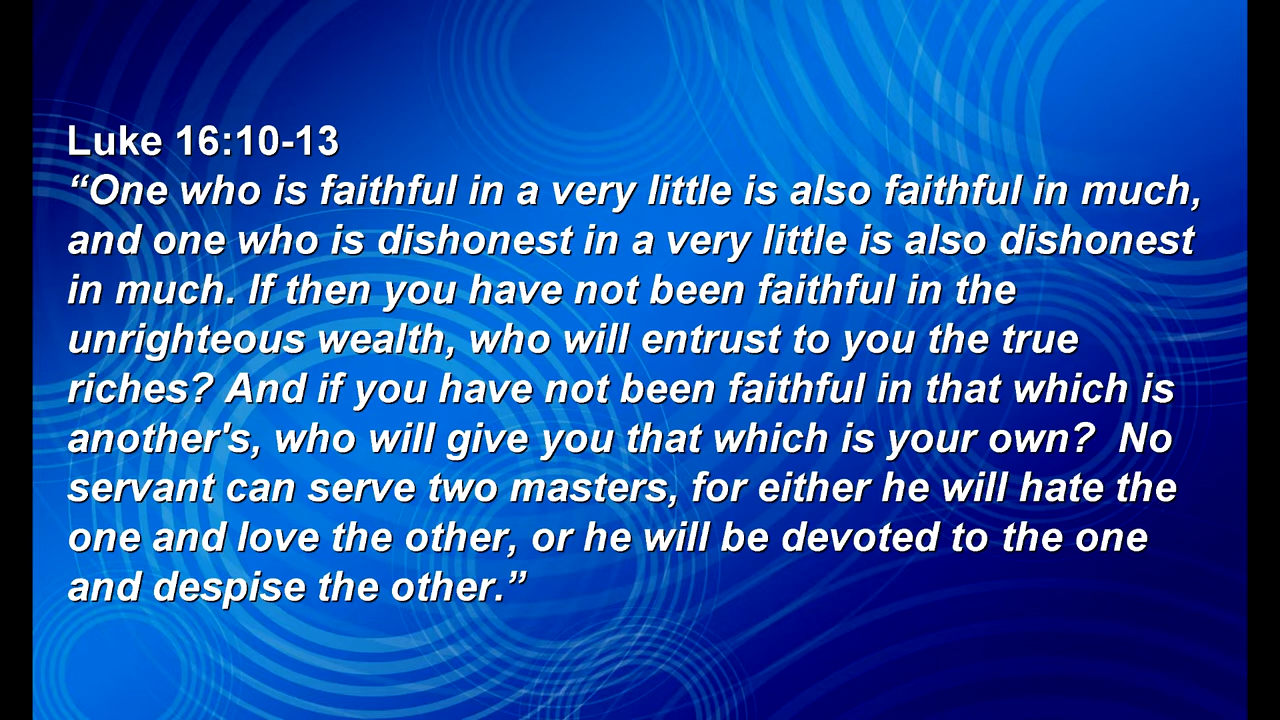 Luke 16:10-13
“One who is faithful in a very little is also faithful in much,
and one who is dishonest in a very little is also dishonest
in much. If then you have not been faithful in the
unrighteous wealth, who will entrust to you the true
riches? And if you have not been faithful in that which is
another's, who will give you that which is your own?  No
servant can serve two masters, for either he will hate the
one and love the other, or he will be devoted to the one
and despise the other.”